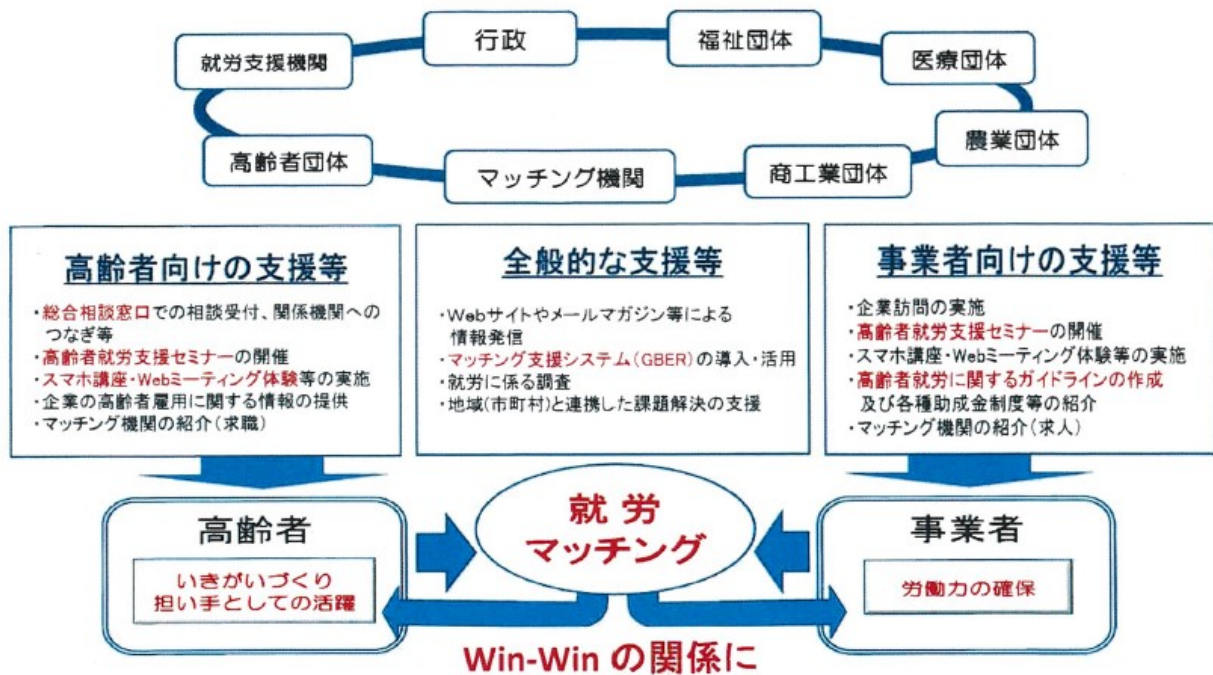 行政
福祉団体
就労支援機関
医療団体
農業団体
高齢者団体
マッチング機関
商工業団体
高齢者向けの支援等
・総合相談窓口での相談受付、関係機関への
つなぎ等
・高齢者就労支援セミナーの開催
・スマホ講座・Webミーティング体験等の実施
・企業の高齢者雇用に関する情報の提供
・マッチング機関の紹介(求職)
全般的な支援等
・Webサイトやメールマガジン等による
情報発信
・マッチング支援システム(GBER)の導入・活用
・就労に係る調査
・地域(市町村)と連携した課題解決の支援
事業者向けの支援等
・企業訪問の実施
・高齢者就労支援セミナーの開催
・スマホ講座・Webミーティング体験等の実施
・高齢者就労に関するガイドラインの作成
及び各種助成金制度等の紹介
・マッチング機関の紹介(求人)
高齢者
いきがいづくり
担い手としての活躍
就労
マッチング
事業者
労働力の確保
Win-Win の関係に